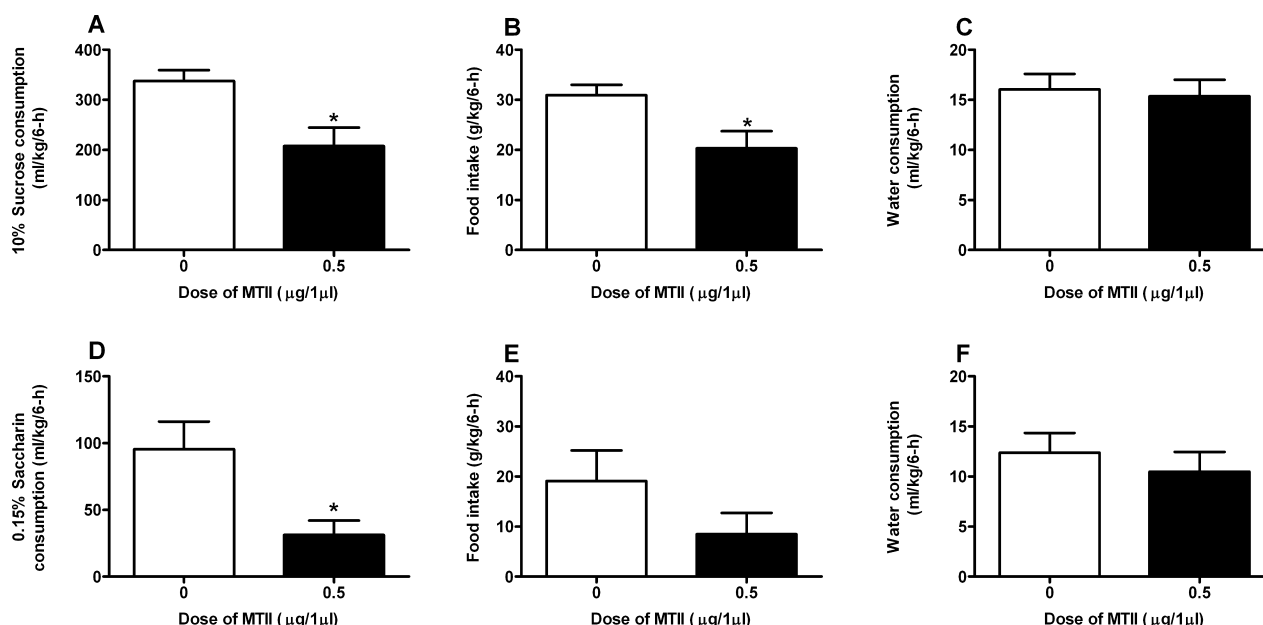 A
10% Sucrose consumption
(ml/kg/6-h)
400
300
200
100
0
*
0
0.5
Dose of MTII ( μg/1μl)
B
Food intake (g/kg/6-h)
40
30
20
10
0
*
0
0.5
Dose of MTII ( μg/1μl)
C
Water consumption
(ml/kg/6-h)
20
15
10
5
0
0
0.5
Dose of MTII ( μg/1μl)
D
0.15% Saccharin
consumption (ml/kg/6-h)
150
100
50
0
*
0
0.5
Dose of MTII ( μg/1μl)
E
Food intake (g/kg/6-h)
40
30
20
10
0
0
0.5
Dose of MTII ( μg/1μl)
F
Water consumption
(ml/kg/6-h)
20
15
10
5
0
0
0.5
Dose of MTII ( μg/1μl)